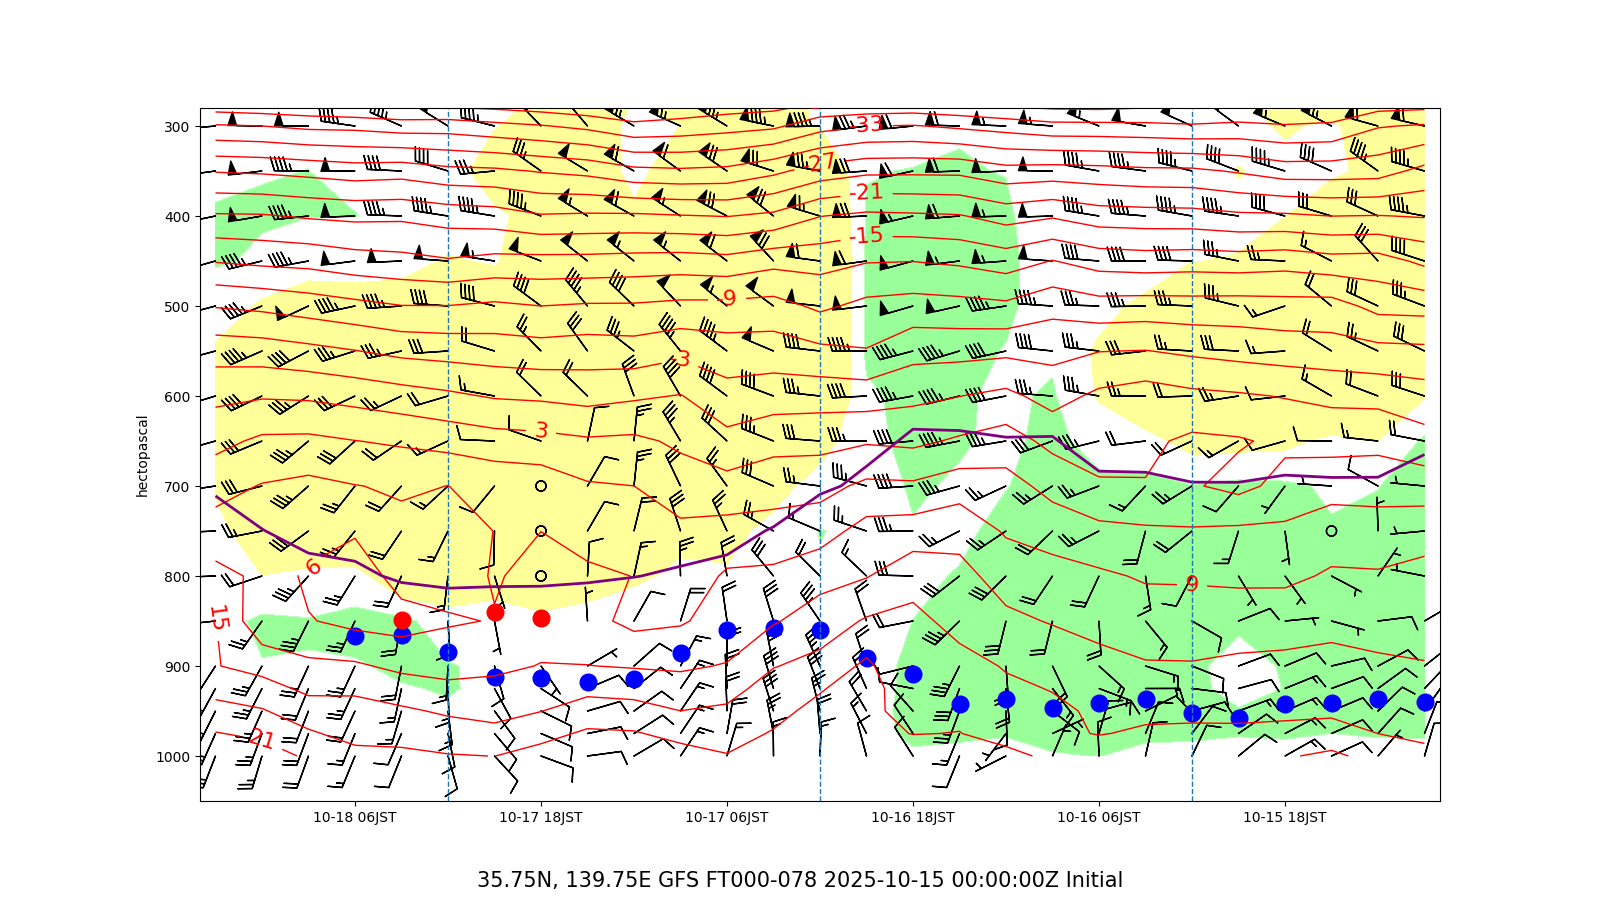 300
400
500
600
700
800
900
1000
hectopascal
-33
-27
-21
-15
-9
-3
3
6
9
15
21
10-18 06JST
10-17 18JST
10-17 06JST
10-16 18JST
10-16 06JST
10-15 18JST
35.75N, 139.75E GFS FT000-078 2025-10-15 00:00:00Z Initial